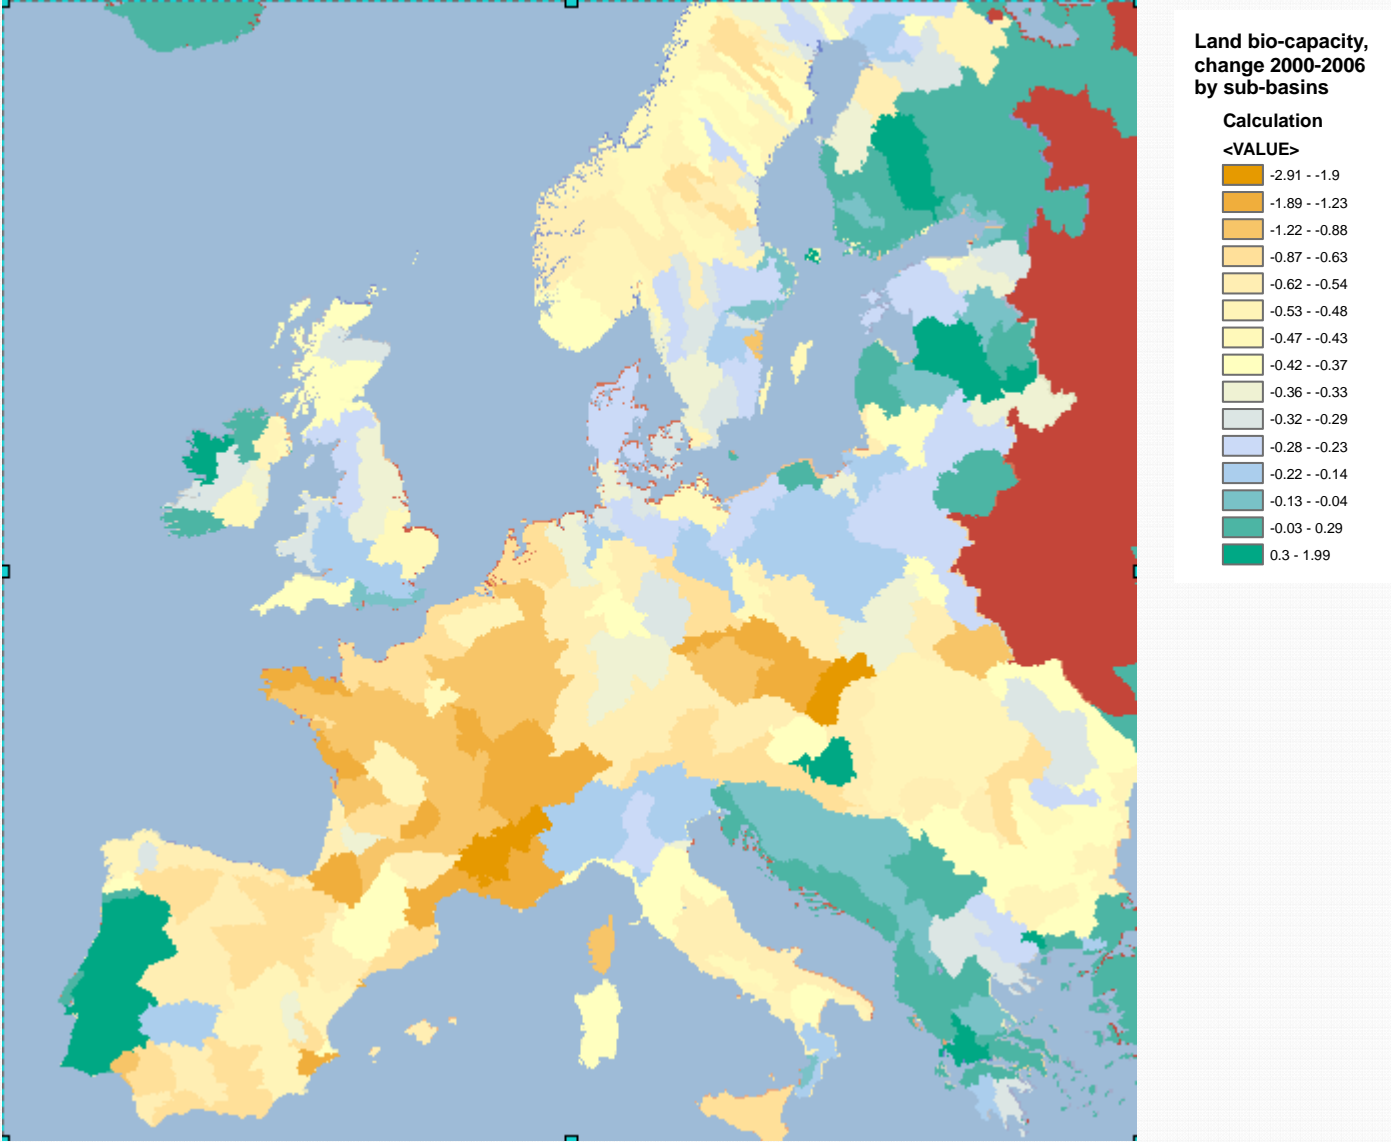 Land bio-capacity,
change 2000-2006
by sub-basins
Calculation
<VALUE>
-2.91 - -1.9
-1.89 - -1.23
-1.22 - -0.88
-0.87 - -0.63
-0.62 - -0.54
-0.53 - -0.48
-0.47 - -0.43
-0.42 - -0.37
-0.36 - -0.33
-0.32 - -0.29
-0.28 - -0.23
-0.22 - -0.14
-0.13 - -0.04
-0.03 - 0.29
0.3 - 1.99